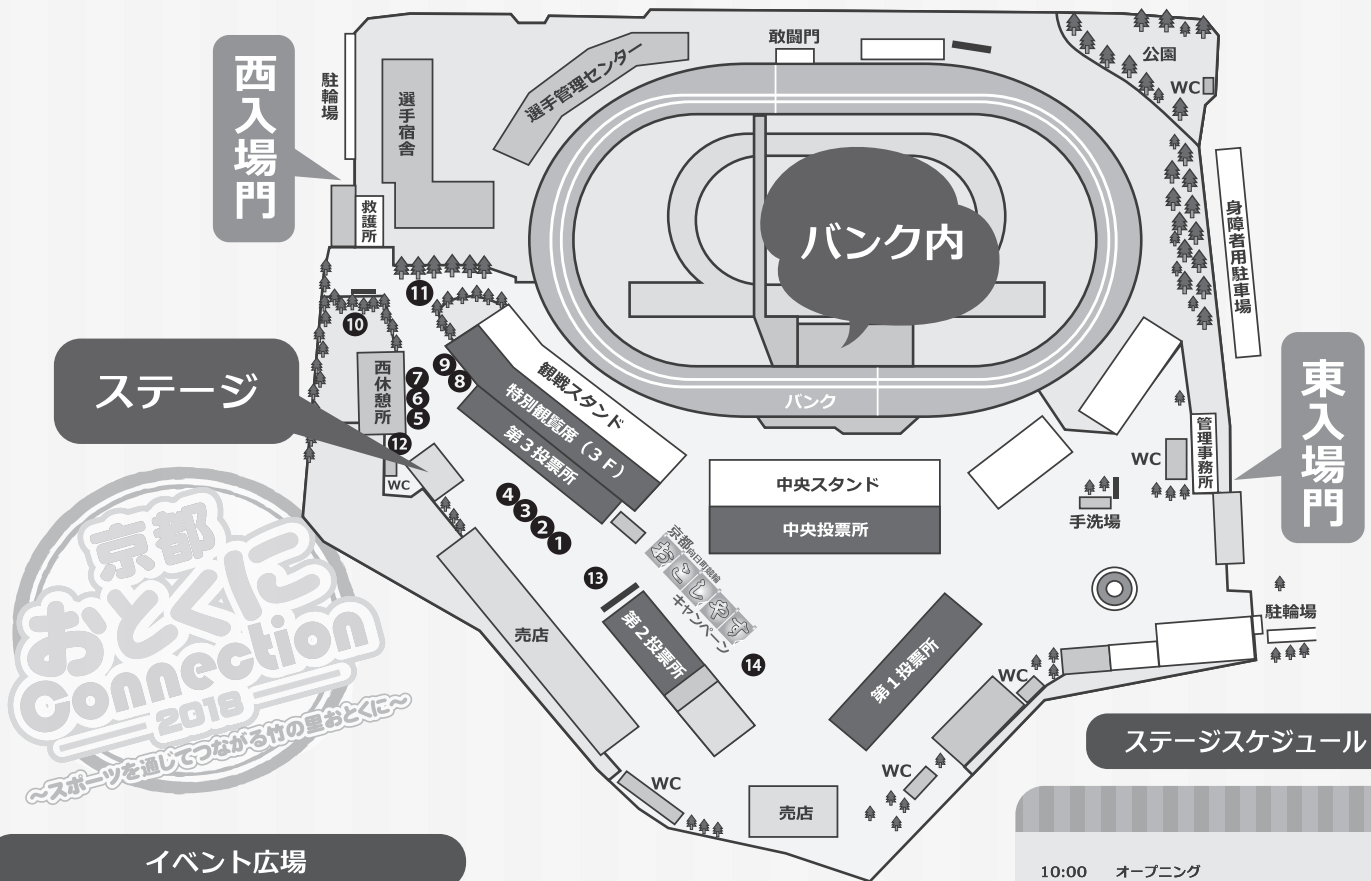 敢闘門
公園
WC
西入場門
駐輪場
選手宿舎
選手管理センター
救護所
バンク内
身障者用駐車場
⓫
❿
ステージ
西休憩所
❾
❽
❼
❻
❺
⓬
WC
観戦スタンド
特別観覧席（３Ｆ）
第３投票所
バンク
東入場門
管理事務所
WC
手洗場
中央スタンド
中央投票所
❹
❸
❷
❶
⓭
京都向日町競輪
おこしやす
キャンペーン
⓮
第２投票所
売店
第１投票所
駐輪場
WC
WC
WC
売店
京都
おとくに
Connection
2018
～スポーツを通じてつながる竹の里おとくに～
ステージスケジュール
イベント広場
10:00 オープニング